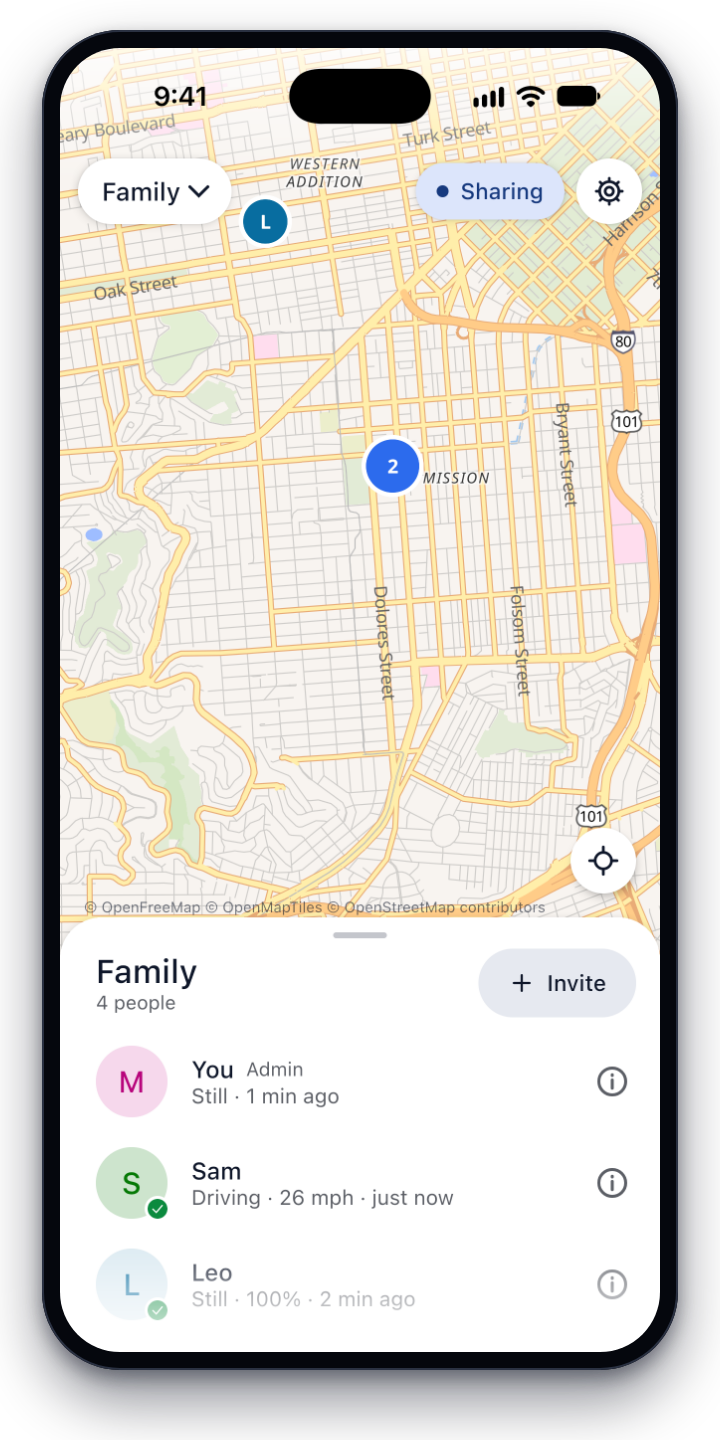 9:41
eary Boulevard
Turk Street
WESTERN
ADDITION
Family
Sharing
L
Harrison S
Oak Street
7t
80
101
Bryant Street
2
MISSION
Dolores Street
Folsom Street
101
© OpenFreeMap © OpenMapTiles © OpenStreetMap contributors
Family
4 people
+ Invite
M
You Admin
Still · 1 min ago
S
Sam
Driving · 26 mph · just now
L
Leo
Still · 100% · 2 min ago